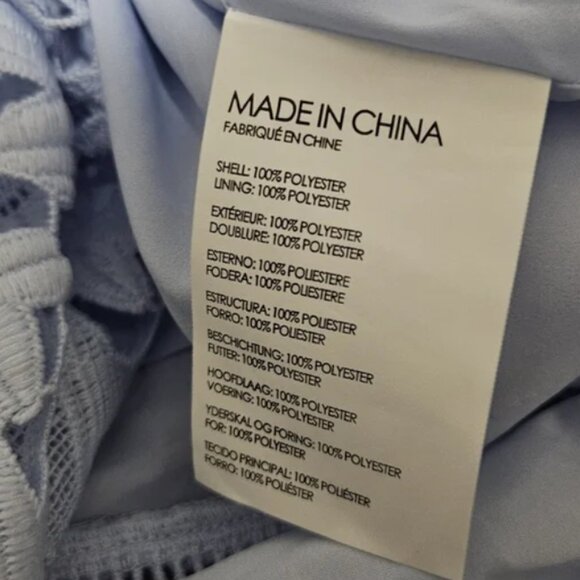 MADE IN CHINA
FABRIQUÉ EN CHINE
SHELL: 100% POLYESTER
LINING: 100% POLYESTER
EXTÉRIEUR: 100% POLYESTER
DOUBLURE: 100% POLYESTER
ESTERNO: 100% POLIESTERE
FODERA: 100% POLIESTERE
ESTRUCTURA: 100% POLIESTER
FORRO: 100% POLIESTER
BESCHICHTUNG: 100% POLYESTER
FUTTER: 100% POLYESTER
HOOFDLAAG: 100% POLYESTER
VOERING: 100% POLYESTER
YDERSKAL OG FORING: 100% POLYESTER
FOR: 100% POLYESTER
TECIDO PRINCIPAL: 100% POLIÉSTER
FORRO: 100% POLIÉSTER